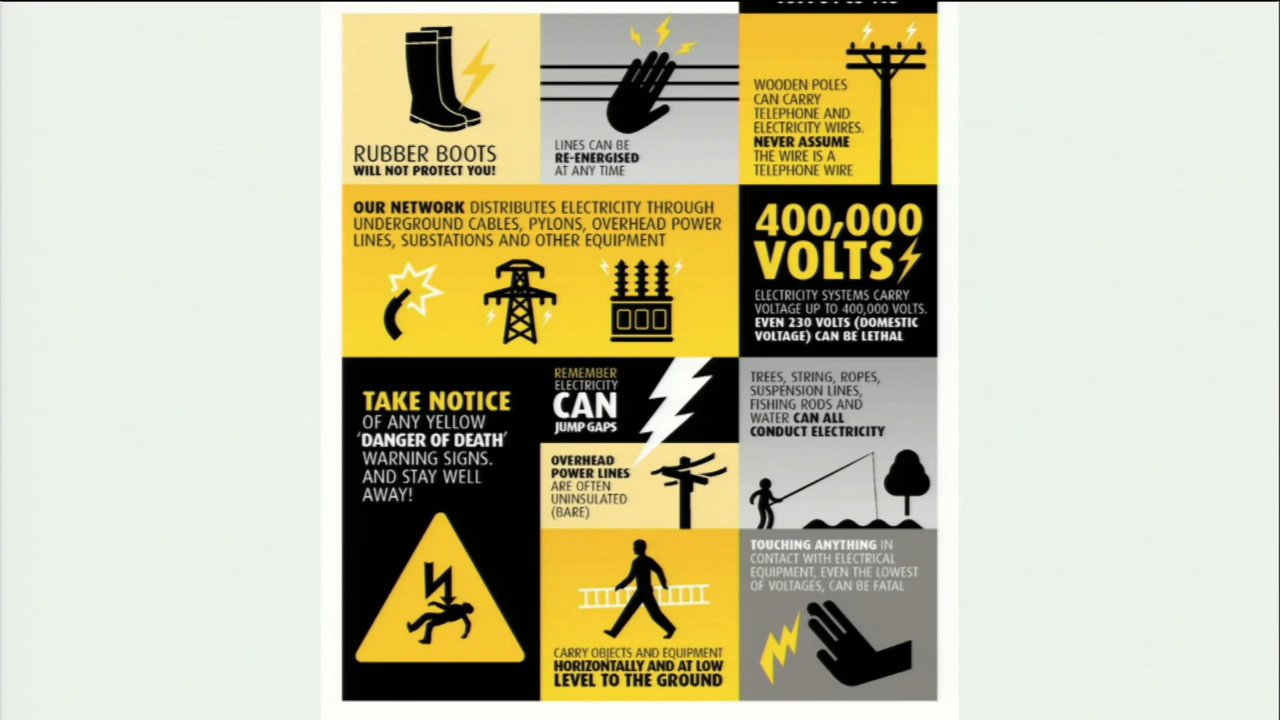 RUBBER BOOTS
WILL NOT PROTECT YOU!
LINES CAN BE
RE-ENERGISED
AT ANY TIME
WOODEN POLES
CAN CARRY
TELEPHONE AND
ELECTRICITY WIRES.
NEVER ASSUME
THE WIRE IS A
TELEPHONE WIRE
OUR NETWORK DISTRIBUTES ELECTRICITY THROUGH
UNDERGROUND CABLES, PYLONS, OVERHEAD POWER
LINES, SUBSTATIONS AND OTHER EQUIPMENT
400,000
VOLTS
ELECTRICITY SYSTEMS CARRY
VOLTAGE UP TO 400,000 VOLTS.
EVEN 230 VOLTS (DOMESTIC
VOLTAGE) CAN BE LETHAL
TAKE NOTICE
OF ANY YELLOW
'DANGER OF DEATH'
WARNING SIGNS.
AND STAY WELL
AWAY!
REMEMBER
ELECTRICITY
CAN
JUMP GAPS
OVERHEAD
POWER LINES
ARE OFTEN
UNINSULATED
(BARE)
TREES, STRING, ROPES,
SUSPENSION LINES,
FISHING RODS AND
WATER CAN ALL
CONDUCT ELECTRICITY
CARRY OBJECTS AND EQUIPMENT
HORIZONTALLY AND AT LOW
LEVEL TO THE GROUND
TOUCHING ANYTHING IN
CONTACT WITH ELECTRICAL
EQUIPMENT, EVEN THE LOWEST
OF VOLTAGES, CAN BE FATAL